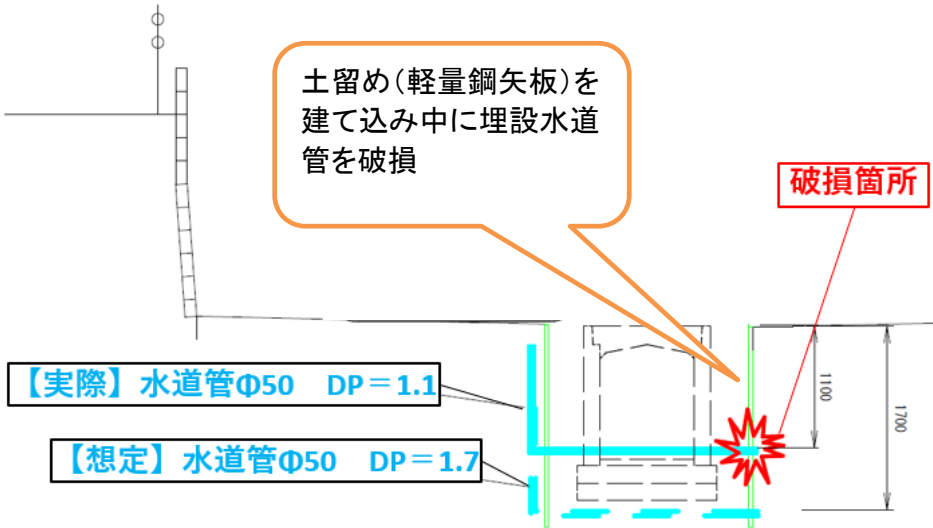 土留め(軽量鋼矢板)を
建て込み中に埋設水道
管を破損
破損箇所
【実際】水道管Φ50 DP=1.1
【想定】水道管Φ50 DP=1.7
1100
1700